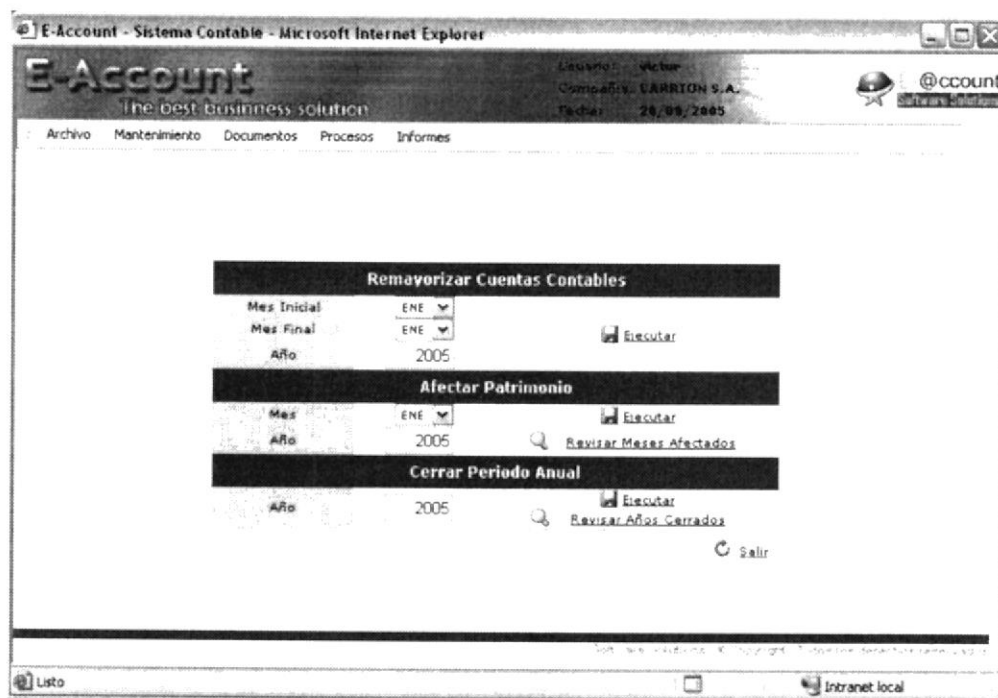 E-Account - Sistema Contable - Microsoft Internet Explorer
E-Account
The best businness solution
Usuario: Victor
Compañía: CARRION S.A.
Fecha: 20/09/2005
@ccount
Software Solutions
Archivo Mantenimiento Documentos Procesos Informes
Remayorizar Cuentas Contables
Mes Inicial ENE
Mes Final ENE Ejecutar
Año 2005
Afectar Patrimonio
Mes ENE Ejecutar
Año 2005 Revisar Meses Afectados
Cerrar Periodo Anual
Ejecutar
Año 2005
Revisar Años Cerrados
Salir
Listo Intranet local